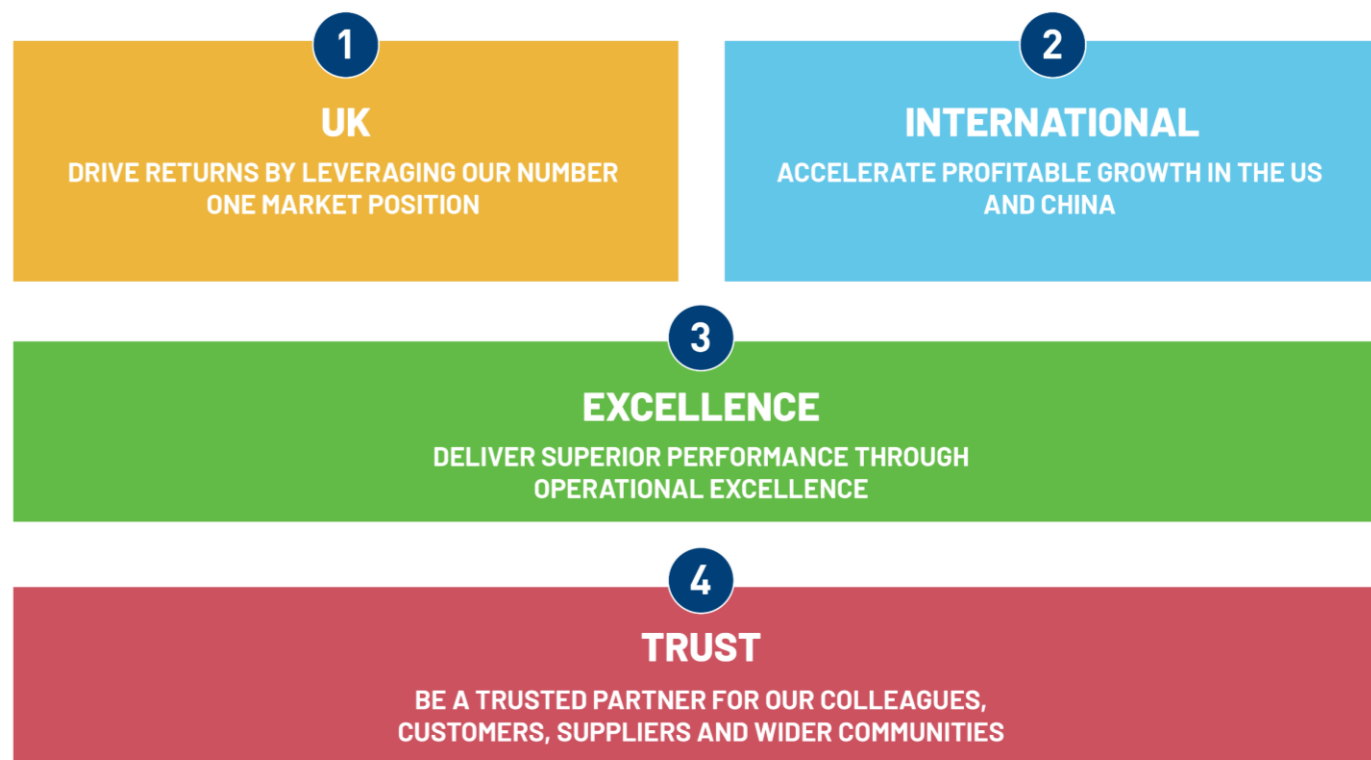 1
UK
DRIVE RETURNS BY LEVERAGING OUR NUMBER
ONE MARKET POSITION
2
INTERNATIONAL
ACCELERATE PROFITABLE GROWTH IN THE US
AND CHINA
3
EXCELLENCE
DELIVER SUPERIOR PERFORMANCE THROUGH
OPERATIONAL EXCELLENCE
4
TRUST
BE A TRUSTED PARTNER FOR OUR COLLEAGUES,
CUSTOMERS, SUPPLIERS AND WIDER COMMUNITIES